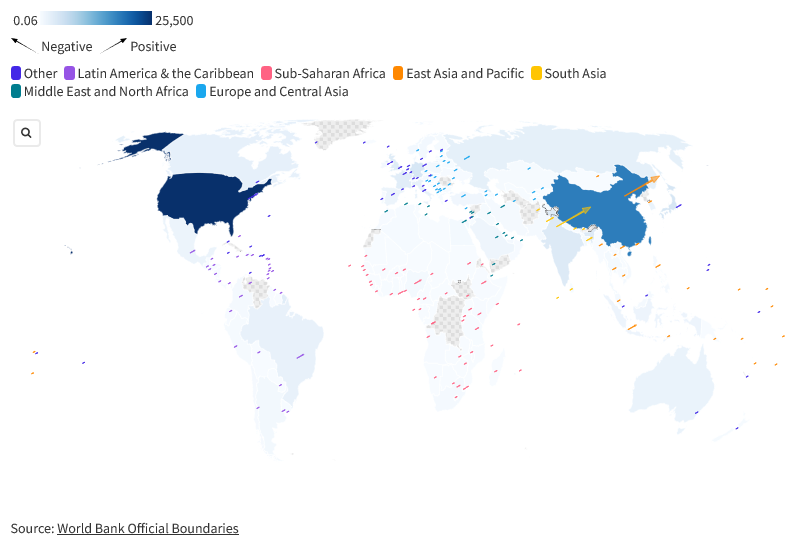 0.06 25,500
Negative Positive
Other Latin America & the Caribbean Sub-Saharan Africa East Asia and Pacific South Asia
Middle East and North Africa Europe and Central Asia
Source: World Bank Official Boundaries